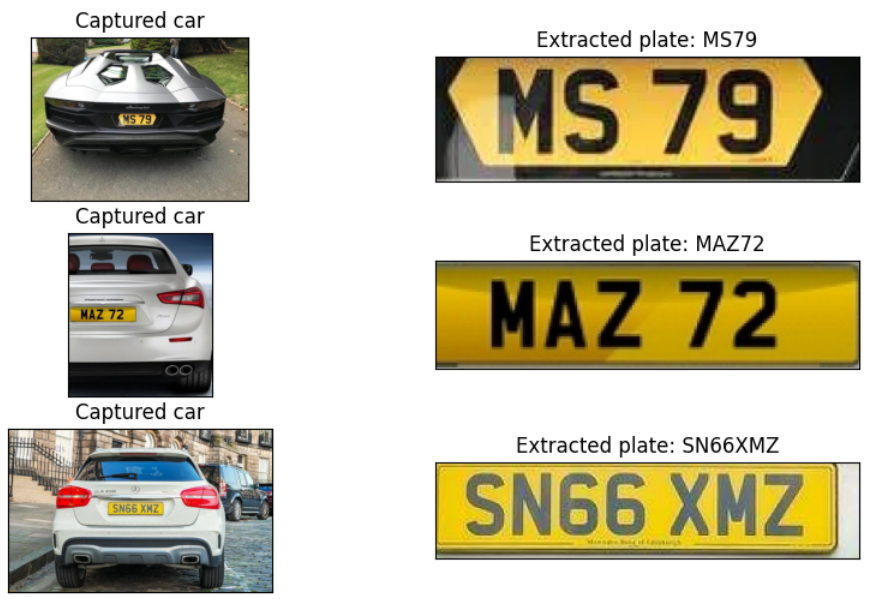 Captured car
Extracted plate: MS79
MS 79
MS 79
Captured car
Extracted plate: MAZ72
MAZ 72
MAZ 72
Captured car
Extracted plate: SN66XMZ
SN66 XMZ
SN66 XMZ